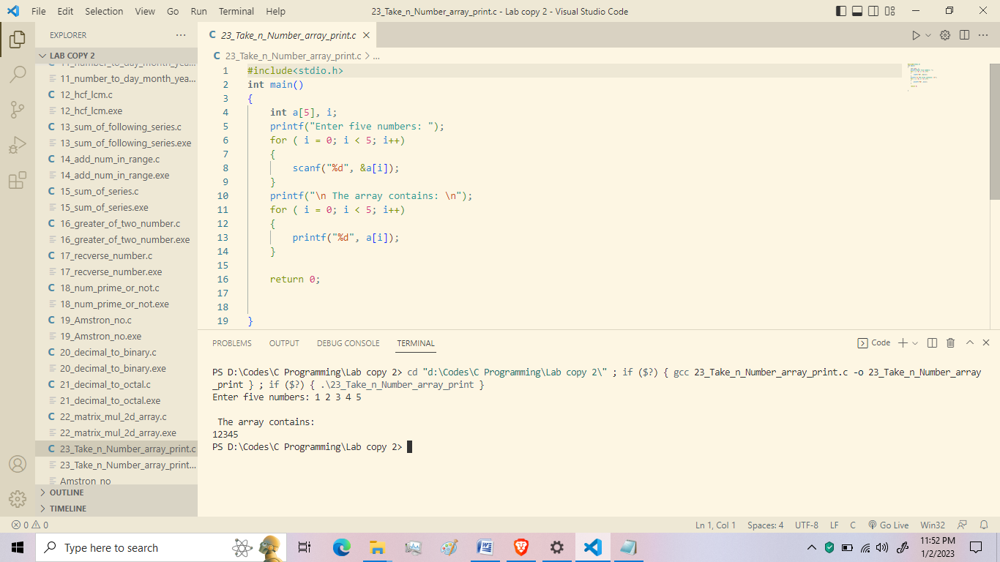 File Edit Selection View Go Run Terminal Help
23_Take_n_Number_array_print.c - Lab copy 2 - Visual Studio Code
EXPLORER
LAB COPY 2
11_number_to_day_month_yea...
11_number_to_day_month_yea...
12_hcf_lcm.c
12_hcf_lcm.exe
13_sum_of_following_series.c
13_sum_of_following_series.exe
14_add_num_in_range.c
14_add_num_in_range.exe
15_sum_of_series.c
15_sum_of_series.exe
16_greater_of_two_number.c
16_greater_of_two_number.exe
17_recverse_number.c
17_recverse_number.exe
18_num_prime_or_not.c
18_num_prime_or_not.exe
19_Amstron_no.c
19_Amstron_no.exe
20_decimal_to_binary.c
20_decimal_to_binary.exe
21_decimal_to_octal.c
21_decimal_to_octal.exe
22_matrix_mul_2d_array.c
22_matrix_mul_2d_array.exe
23_Take_n_Number_array_print.c
23_Take_n_Number_array_print...
Amstron_no
OUTLINE
TIMELINE
C 23_Take_n_Number_array_print.c
C 23_Take_n_Number_array_print.c > ...
1 #include<stdio.h>
2 int main()
3 {
4 int a[5], i;
5 printf("Enter five numbers: ");
6 for ( i = 0; i < 5; i++)
7 {
8 scanf("%d", &a[i]);
9 }
10 printf("\n The array contains: \n");
11 for ( i = 0; i < 5; i++)
12 {
13 printf("%d", a[i]);
14 }
15
16 return 0;
17
18
19 }
PROBLEMS OUTPUT DEBUG CONSOLE TERMINAL
Code
PS D:\Codes\C Programming\Lab copy 2> cd "d:\Codes\C Programming\Lab copy 2\" ; if ($?) { gcc 23_Take_n_Number_array_print.c -o 23_Take_n_Number_array
_print } ; if ($?) { .\23_Take_n_Number_array_print }
Enter five numbers: 1 2 3 4 5
The array contains:
12345
PS D:\Codes\C Programming\Lab copy 2>
0 0
Ln 1, Col 1 Spaces: 4 UTF-8 LF C Go Live Win32
Type here to search
11:52 PM
1/2/2023